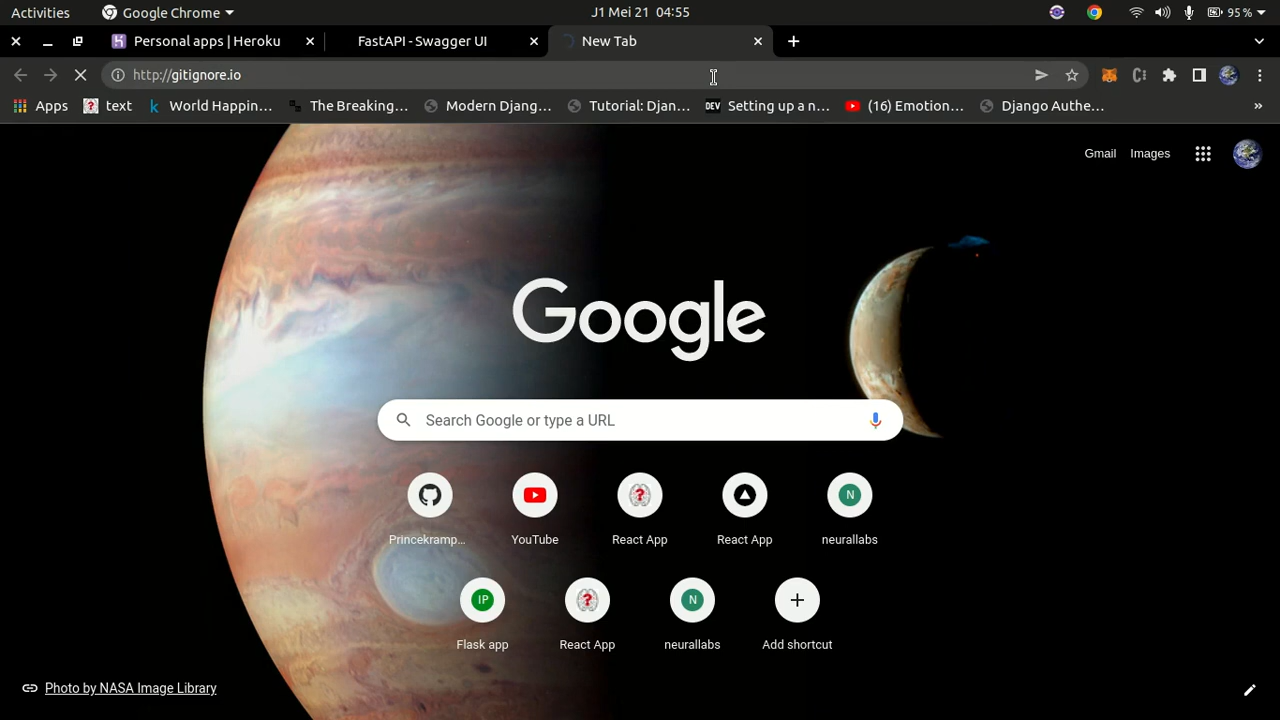 Activities Google Chrome J1 Mei 21 04:55 95 %
Personal apps | Heroku FastAPI - Swagger UI New Tab
http://gitignore.io
Apps text World Happin... The Breaking... Modern Djang... Tutorial: Djan... DEV Setting up a n... (16) Emotion... Django Authe... »
Gmail Images
Google
Search Google or type a URL
N
Princekramp... YouTube React App React App neurallabs
IP N
Flask app React App neurallabs Add shortcut
Photo by NASA Image Library